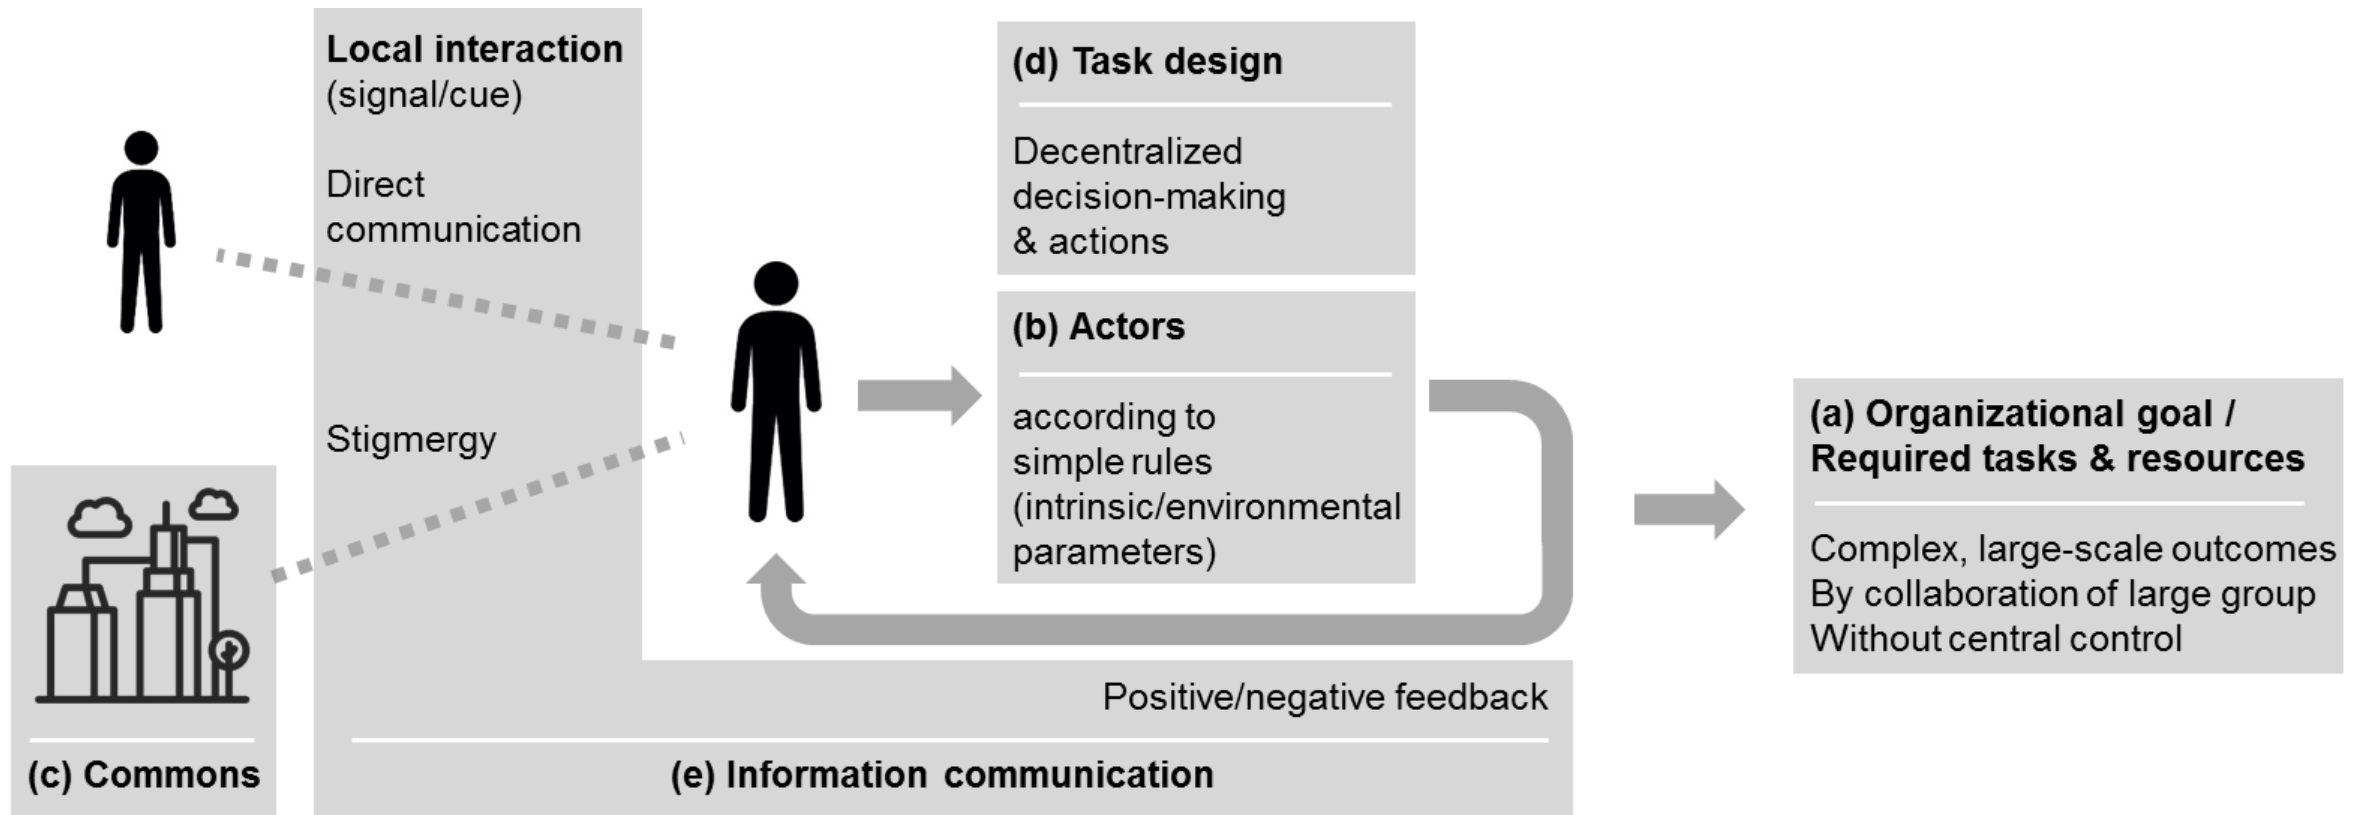 Local interaction
(signal/cue)
Direct
communication
Stigmergy
(c) Commons
(d) Task design
Decentralized
decision-making
& actions
(b) Actors
according to
simple rules
(intrinsic/environmental
parameters)
Positive/negative feedback
(e) Information communication
(a) Organizational goal /
Required tasks & resources
Complex, large-scale outcomes
By collaboration of large group
Without central control